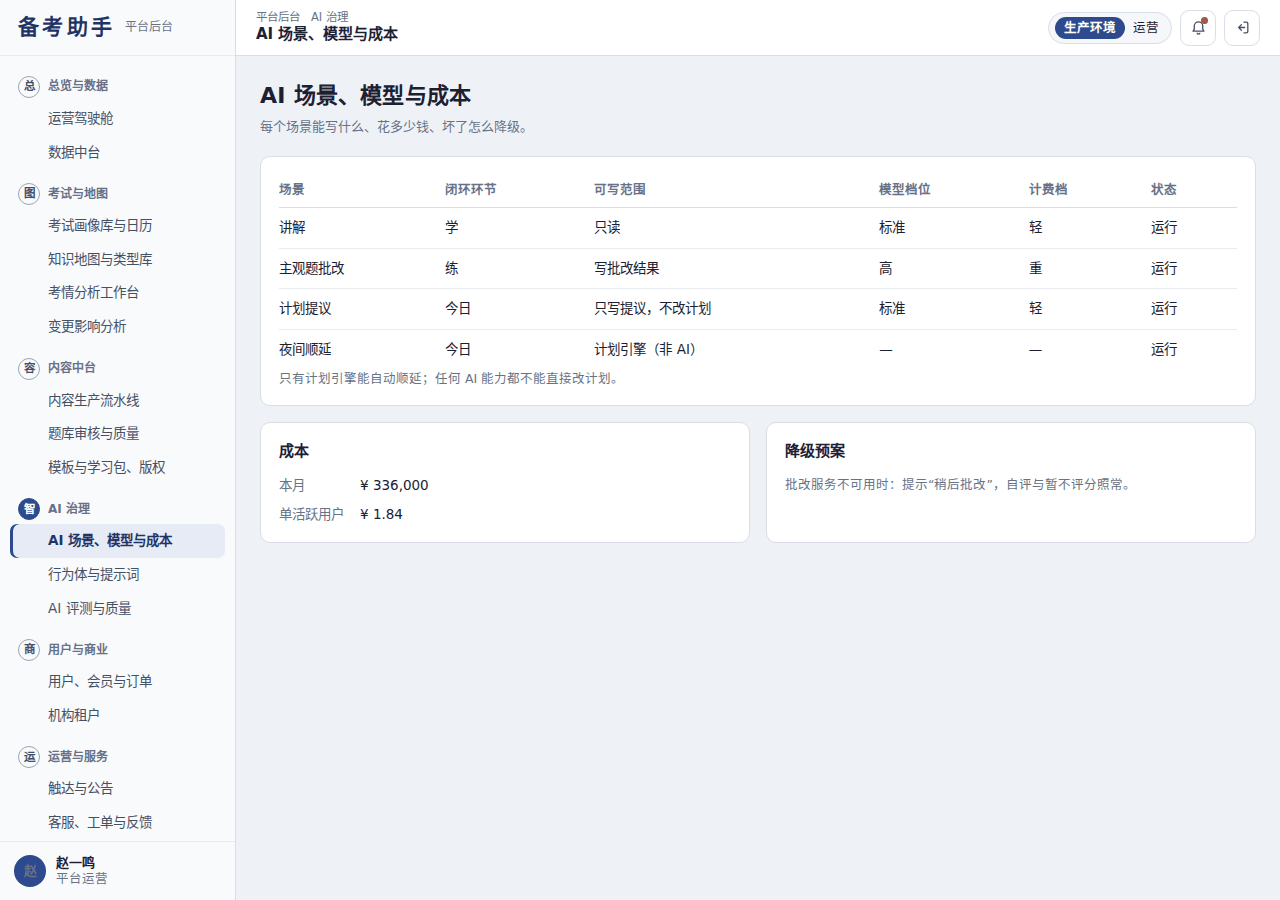 备考助手 平台后台
总 总览与数据
运营驾驶舱
数据中台
图 考试与地图
考试画像库与日历
知识地图与类型库
考情分析工作台
变更影响分析
容 内容中台
内容生产流水线
题库审核与质量
模板与学习包、版权
智 AI 治理
AI 场景、模型与成本
行为体与提示词
AI 评测与质量
商 用户与商业
用户、会员与订单
机构租户
运 运营与服务
触达与公告
客服、工单与反馈
赵 赵一鸣
平台运营
平台后台 AI 治理
AI 场景、模型与成本
生产环境 运营
AI 场景、模型与成本
每个场景能写什么、花多少钱、坏了怎么降级。
场景 闭环环节 可写范围 模型档位 计费档 状态
讲解 学 只读 标准 轻 运行
主观题批改 练 写批改结果 高 重 运行
计划提议 今日 只写提议，不改计划 标准 轻 运行
夜间顺延 今日 计划引擎（非 AI） — — 运行
只有计划引擎能自动顺延；任何 AI 能力都不能直接改计划。
成本
本月 ¥ 336,000
单活跃用户 ¥ 1.84
降级预案
批改服务不可用时：提示“稍后批改”，自评与暂不评分照常。